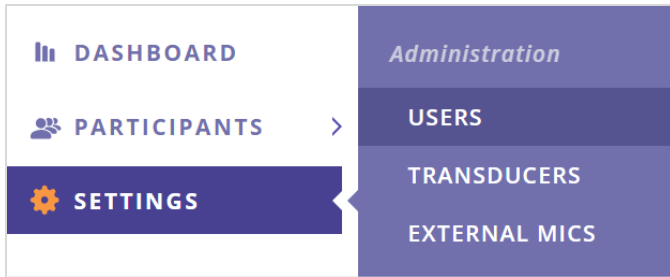 DASHBOARD
PARTICIPANTS
SETTINGS
Administration
USERS
TRANSDUCERS
EXTERNAL MICS